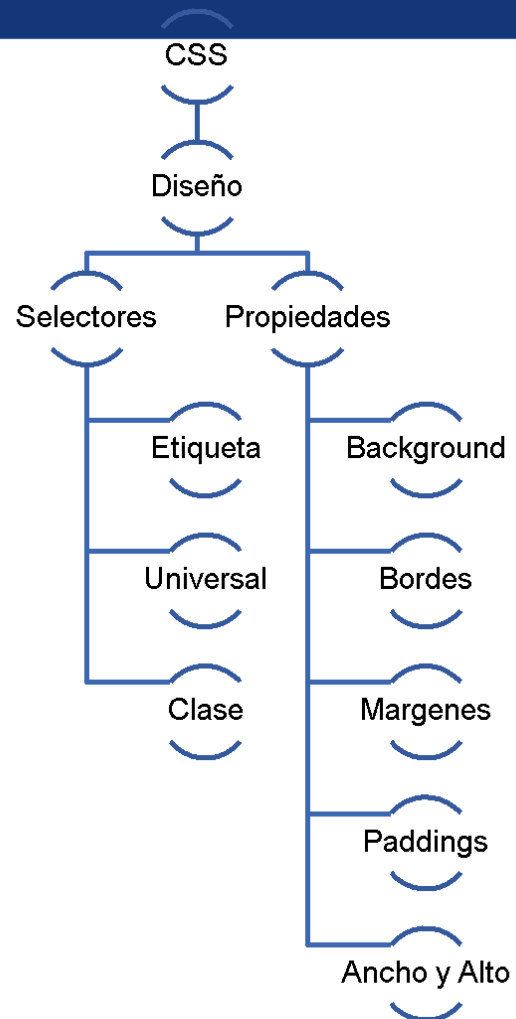 CSS
Diseño
Selectores
Propiedades
Etiqueta
Universal
Clase
Background
Bordes
Margenes
Paddings
Ancho y Alto